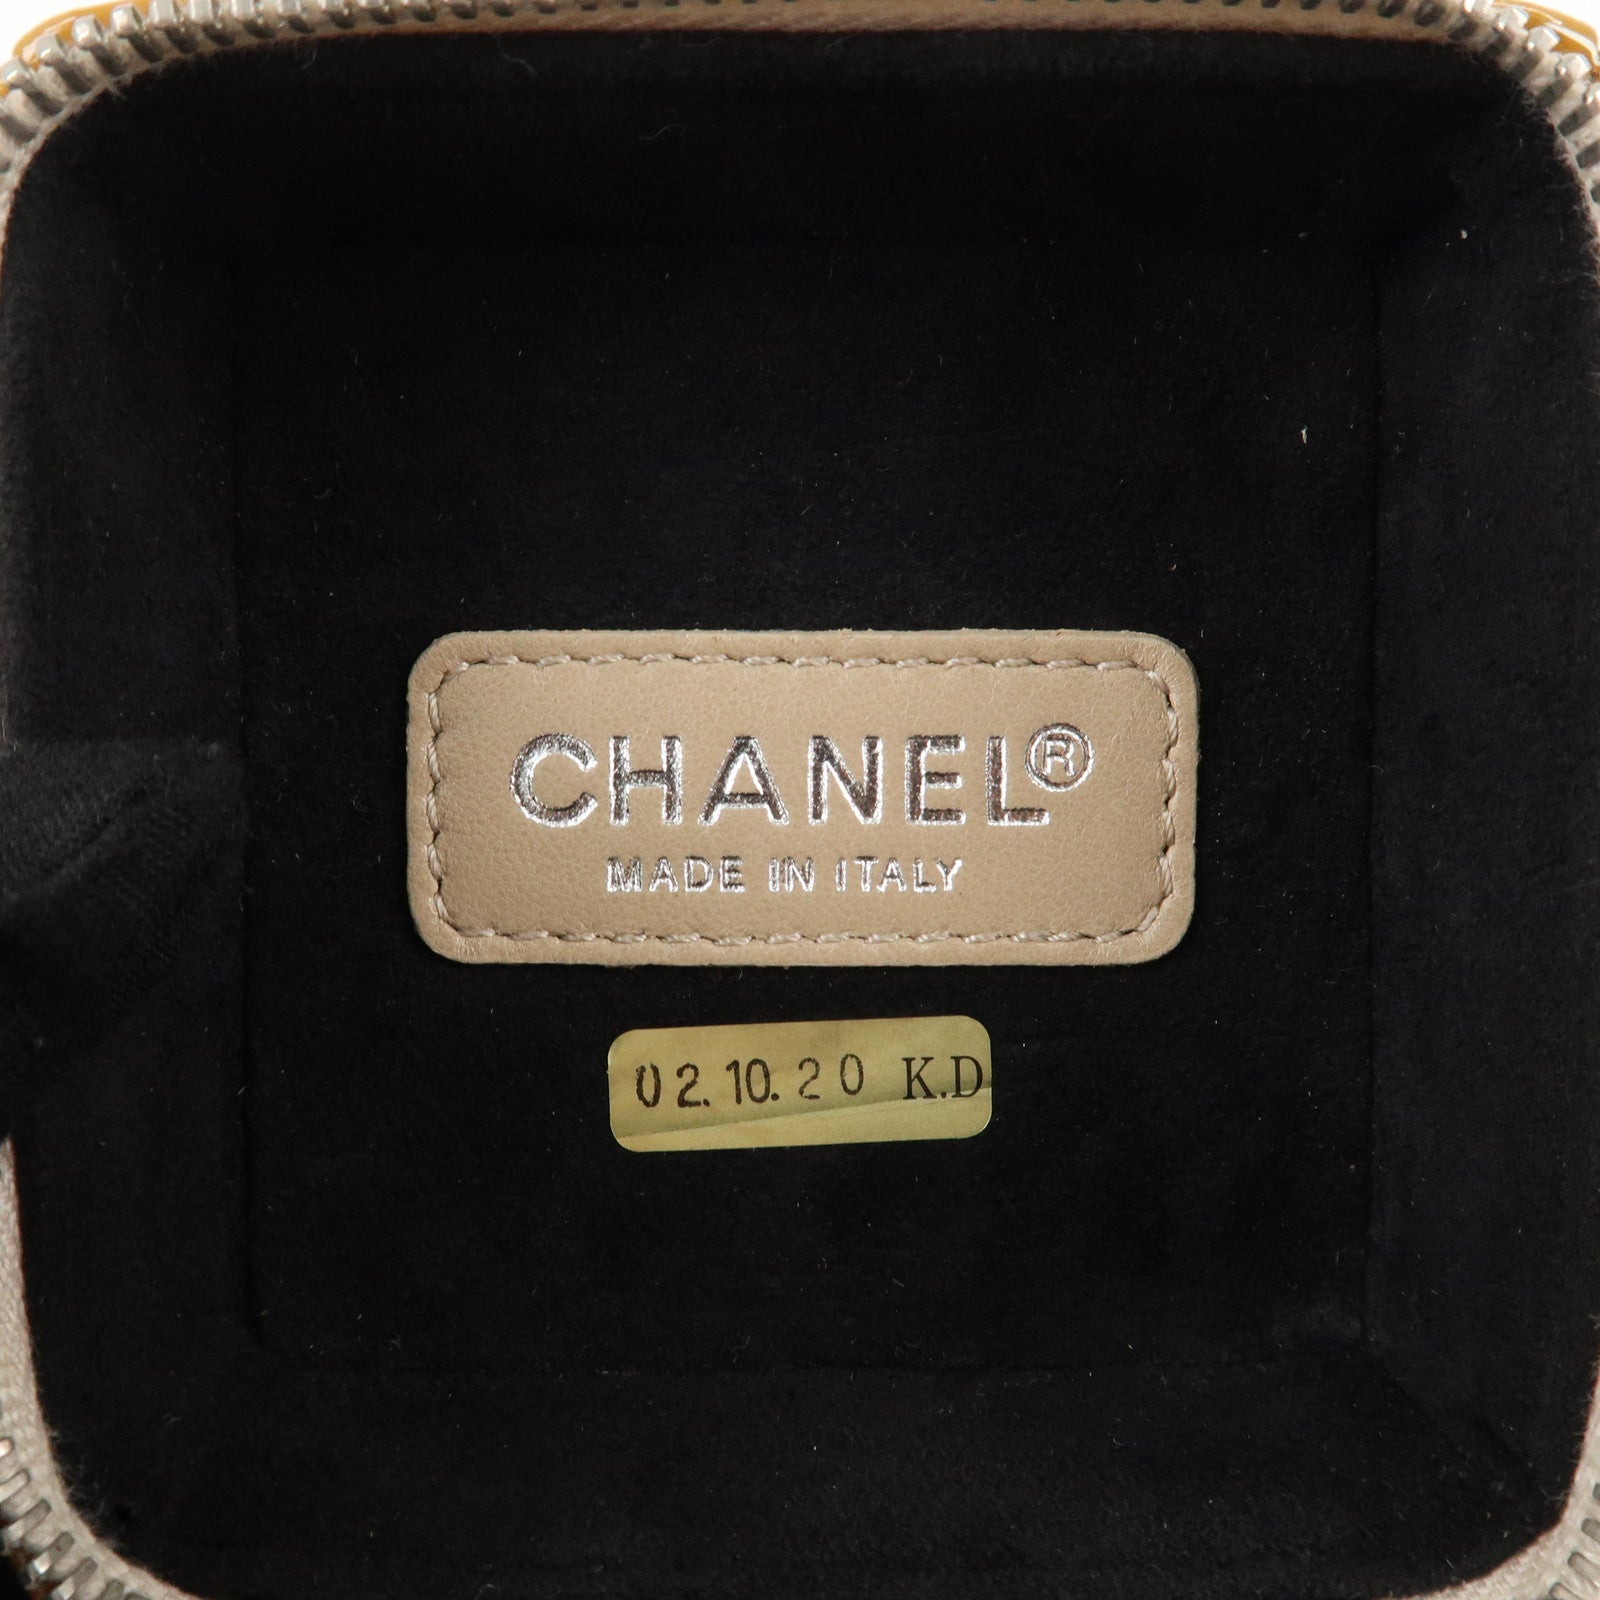 CHANEL®
MADE IN ITALY
02.10.20 K.D